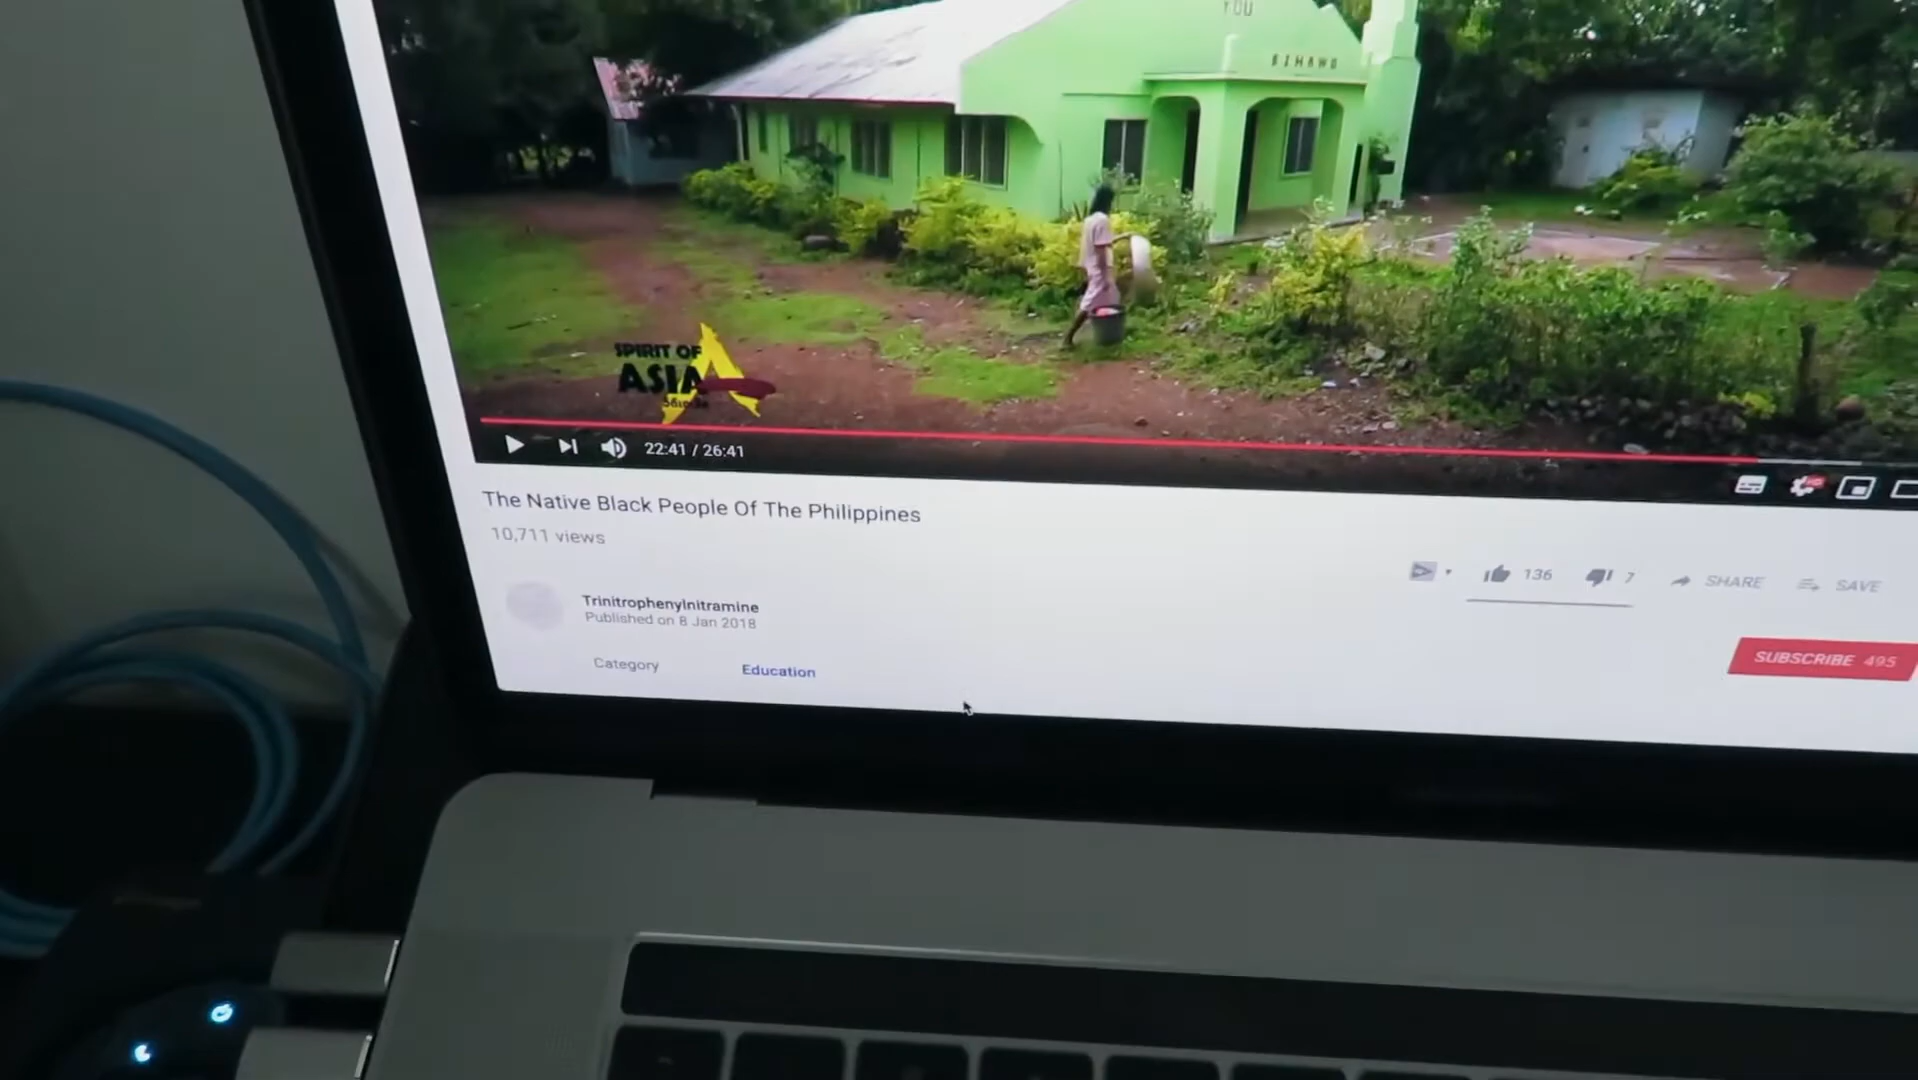 YOU
SPIRIT OF
ASIA
22:41 / 26:41
HD
The Native Black People Of The Philippines
10,711 views
136
7
SHARE
SAVE
Trinitrophenylnitramine
Published on 8 Jan 2018
SUBSCRIBE 495
Category
Education